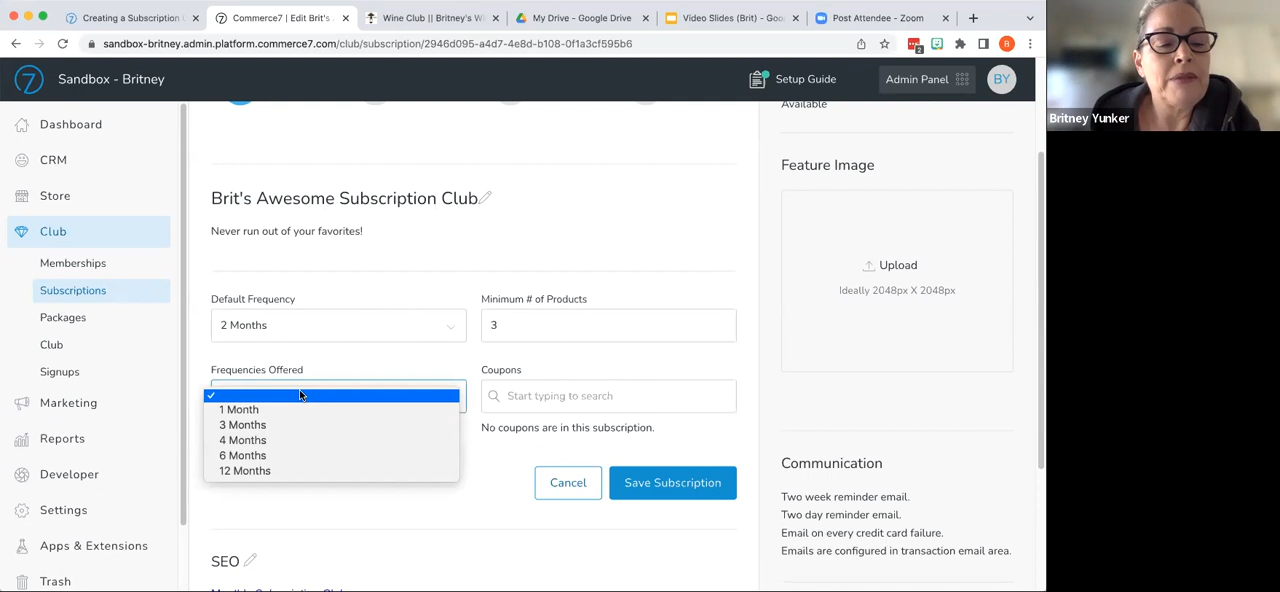 Creating a Subscription
Commerce7 | Edit Brit's
Wine Club || Britney's Wi
My Drive - Google Drive
Video Slides (Brit) - Goo
Post Attendee - Zoom
sandbox-britney.admin.platform.commerce7.com/club/subscription/2946d095-a4d7-4e8d-b108-0f1a3cf595b6
2
B
7
Sandbox - Britney
Setup Guide
Admin Panel
BY
Britney Yunker
Dashboard
CRM
Store
Club
Memberships
Subscriptions
Packages
Club
Signups
Marketing
Reports
Developer
Settings
Apps & Extensions
Trash
Brit's Awesome Subscription Club
Never run out of your favorites!
Default Frequency
2 Months
Minimum # of Products
3
Frequencies Offered
1 Month
3 Months
4 Months
6 Months
12 Months
Coupons
Start typing to search
No coupons are in this subscription.
Cancel
Save Subscription
SEO
Available
Feature Image
Upload
Ideally 2048px X 2048px
Communication
Two week reminder email.
Two day reminder email.
Email on every credit card failure.
Emails are configured in transaction email area.